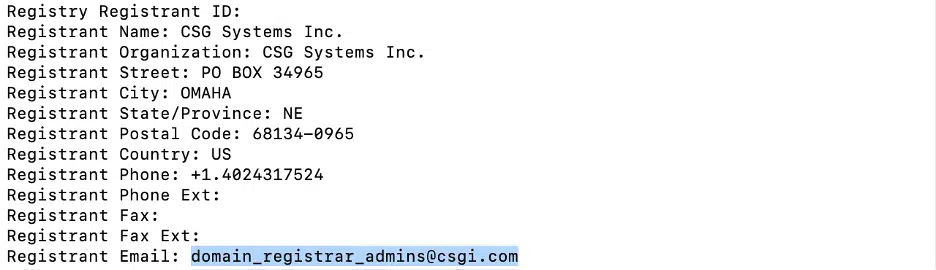 Registry Registrant ID:
Registrant Name: CSG Systems Inc.
Registrant Organization: CSG Systems Inc.
Registrant Street: PO BOX 34965
Registrant City: OMAHA
Registrant State/Province: NE
Registrant Postal Code: 68134-0965
Registrant Country: US
Registrant Phone: +1.4024317524
Registrant Phone Ext:
Registrant Fax:
Registrant Fax Ext:
Registrant Email: domain_registrar_admins@csgi.com